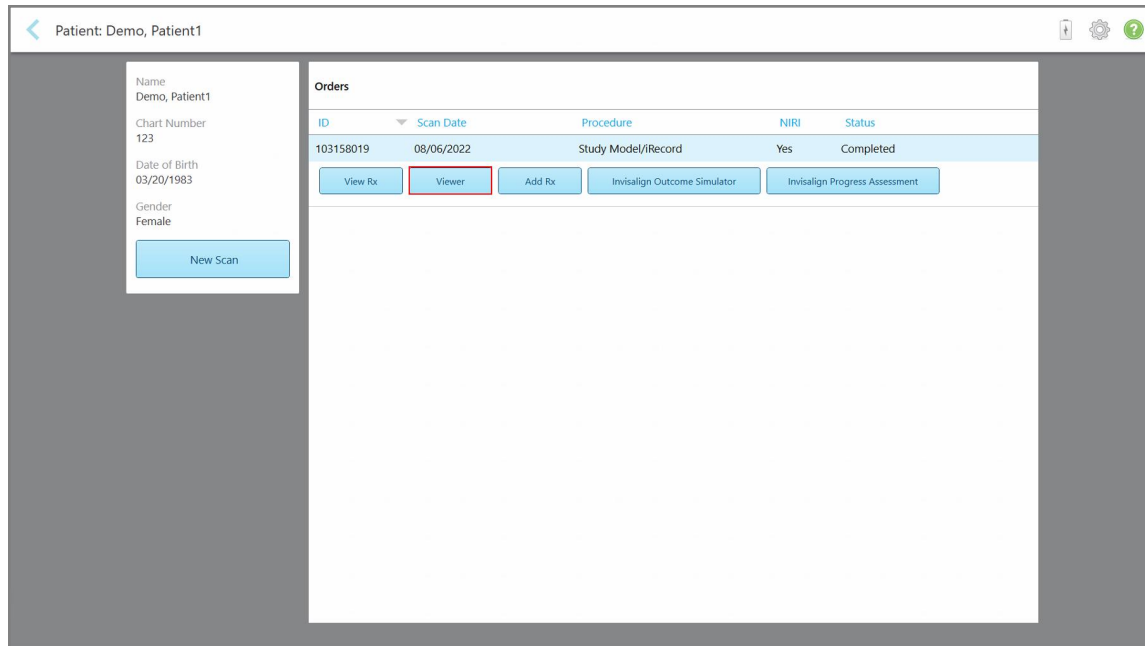 Patient: Demo, Patient1
?
Name
Demo, Patient1
Chart Number
123
Date of Birth
03/20/1983
Gender
Female
New Scan
Orders
ID Scan Date Procedure NIRI Status
103158019 08/06/2022 Study Model/iRecord Yes Completed
View Rx Viewer Add Rx Invisalign Outcome Simulator Invisalign Progress Assessment